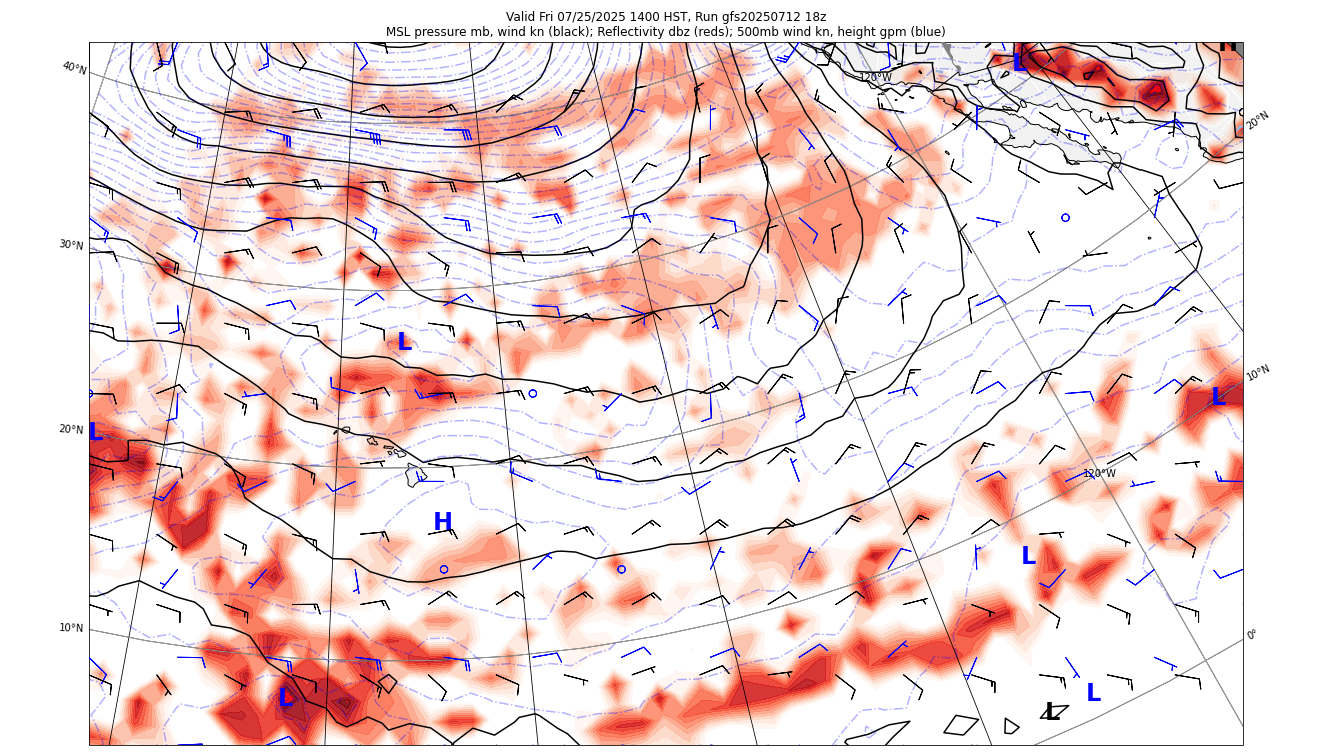 Valid Fri 07/25/2025 1400 HST, Run gfs20250712 18z
MSL pressure mb, wind kn (black); Reflectivity dbz (reds); 500mb wind kn, height gpm (blue)
H
L
40°N
120°W
20°N
30°N
L
10°N
L
20°N
L
120°W
H
L
10°N
0°
L
L
L